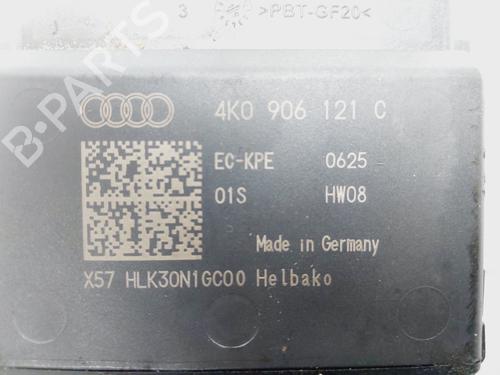 3 >PBT-GF20<
4K0 906 121 C
EC-KPE 0625
01S HW08
Made in Germany
X57 HLK30N1GC00 Helbako
B-PARTS